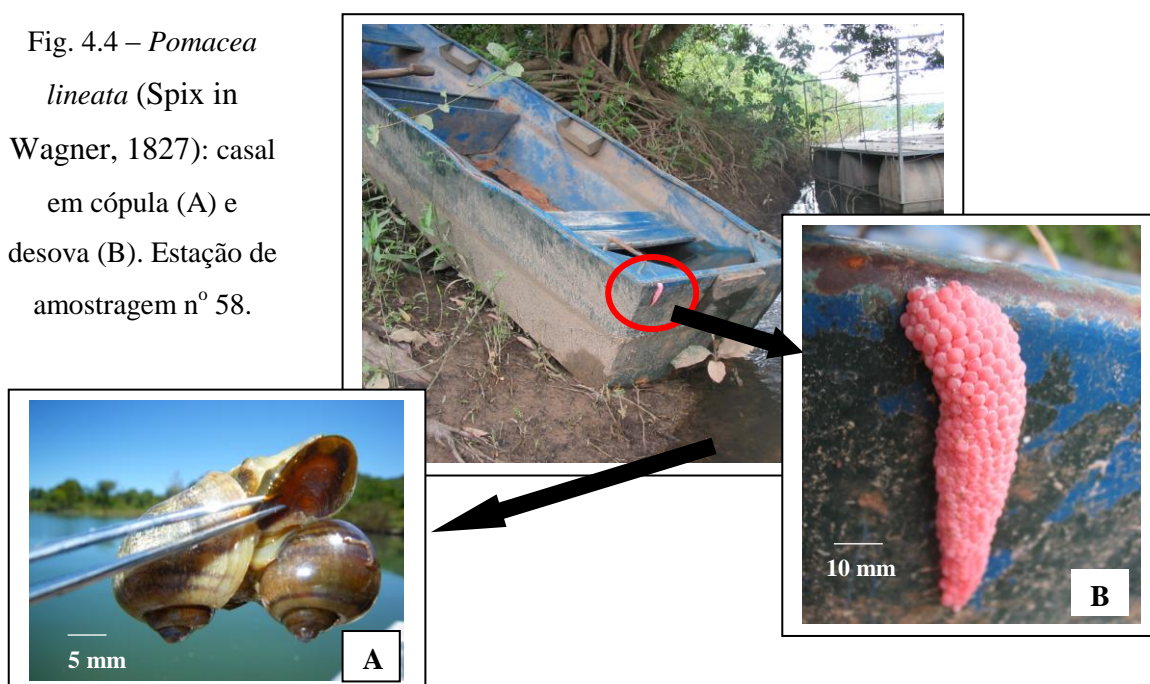 Fig. 4.4 – Pomacea
lineata (Spix in
Wagner, 1827): casal
em cópula (A) e
desova (B). Estação de
amostragem nº 58.
10 mm
B
5 mm
A